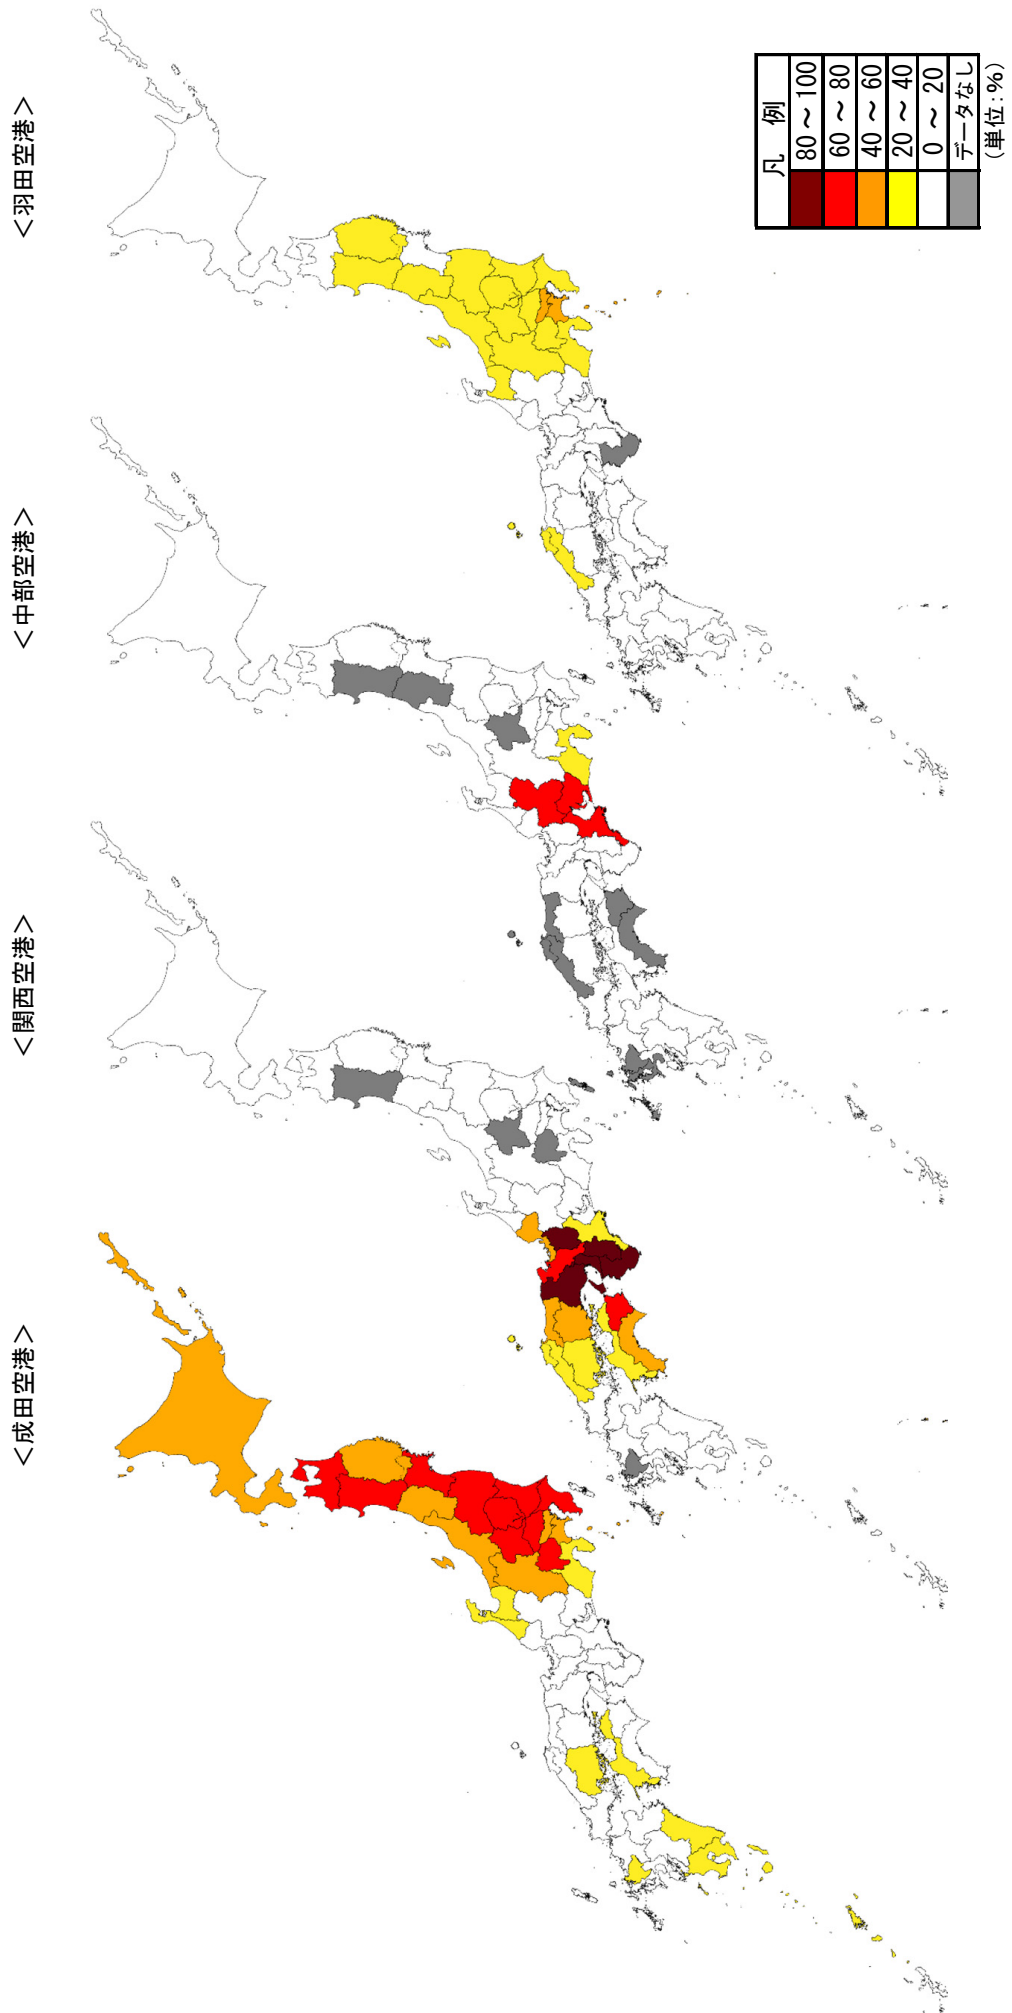 ＜成田空港＞
＜関西空港＞
＜中部空港＞
＜羽田空港＞
凡 例
80 ～ 100
60 ～ 80
40 ～ 60
20 ～ 40
0 ～ 20
データなし
（単位：％）